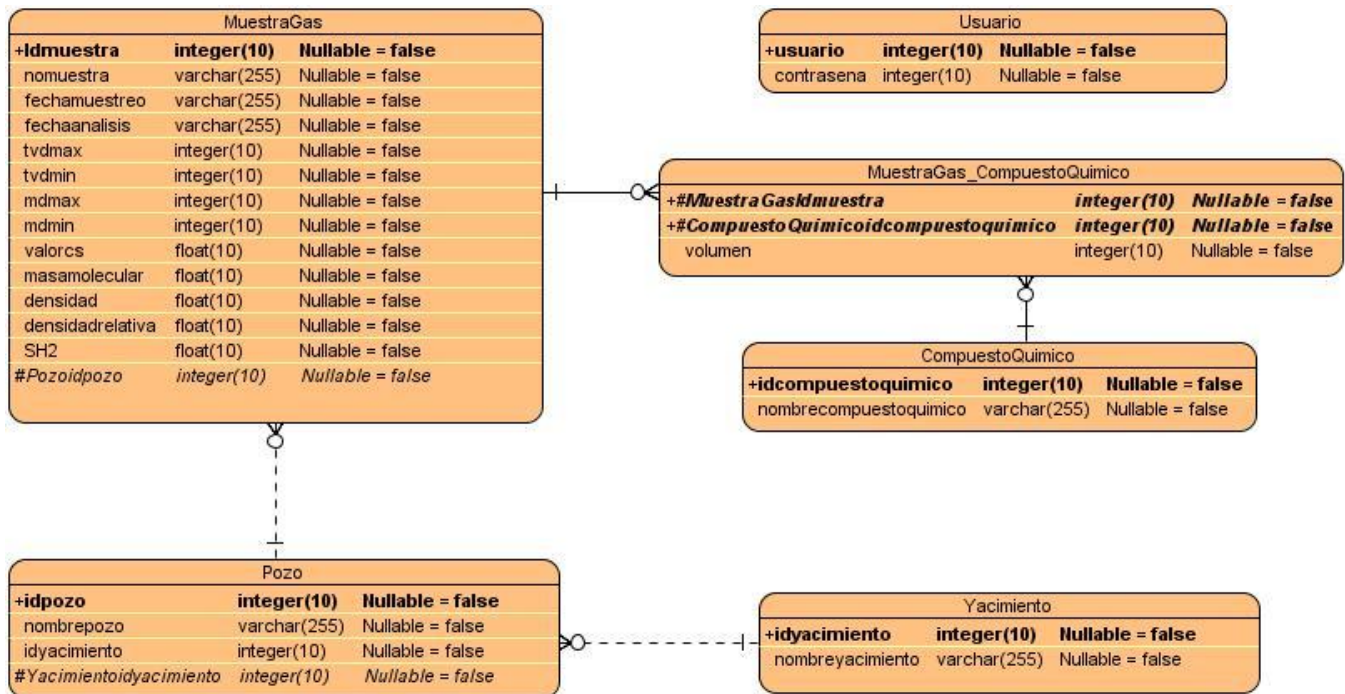 MuestraGas
+Idmuestra integer(10) Nullable = false
nomuestra varchar(255) Nullable = false
fechamuestreo varchar(255) Nullable = false
fechaanalisis varchar(255) Nullable = false
tvdmax integer(10) Nullable = false
tvdmin integer(10) Nullable = false
mdmax integer(10) Nullable = false
mdmin integer(10) Nullable = false
valorcs float(10) Nullable = false
masamolecular float(10) Nullable = false
densidad float(10) Nullable = false
densidadrelativa float(10) Nullable = false
SH2 float(10) Nullable = false
#Pozoidpozo integer(10) Nullable = false
Usuario
+usuario integer(10) Nullable = false
contrasena integer(10) Nullable = false
MuestraGas_CompuestoQuimico
+#MuestraGasIdmuestra integer(10) Nullable = false
+#CompuestoQuimicoidcompuestoquimico integer(10) Nullable = false
volumen integer(10) Nullable = false
CompuestoQuimico
+idcompuestoquimico integer(10) Nullable = false
nombrecompuestoquimico varchar(255) Nullable = false
Pozo
+idpozo integer(10) Nullable = false
nombrepozo varchar(255) Nullable = false
idyacimiento integer(10) Nullable = false
#Yacimientoidyacimiento integer(10) Nullable = false
Yacimiento
+idyacimiento integer(10) Nullable = false
nombreyacimiento varchar(255) Nullable = false